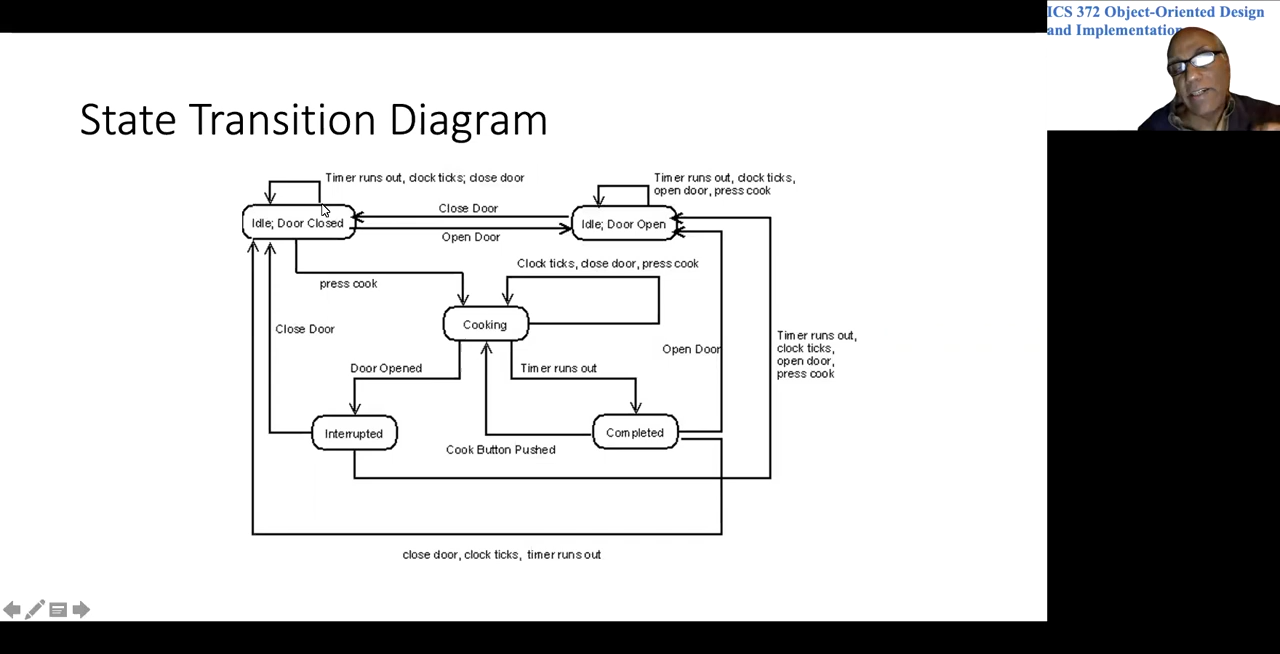 ICS 372 Object-Oriented Design
and Implementation
State Transition Diagram
Timer runs out, clock ticks; close door
Timer runs out, clock ticks,
open door, press cook
Close Door
Idle; Door Closed
Idle; Door Open
Open Door
Clock ticks, close door, press cook
press cook
Cooking
Close Door
Timer runs out,
clock ticks,
open door,
press cook
Open Door
Door Opened
Timer runs out
Interrupted
Completed
Cook Button Pushed
close door, clock ticks, timer runs out